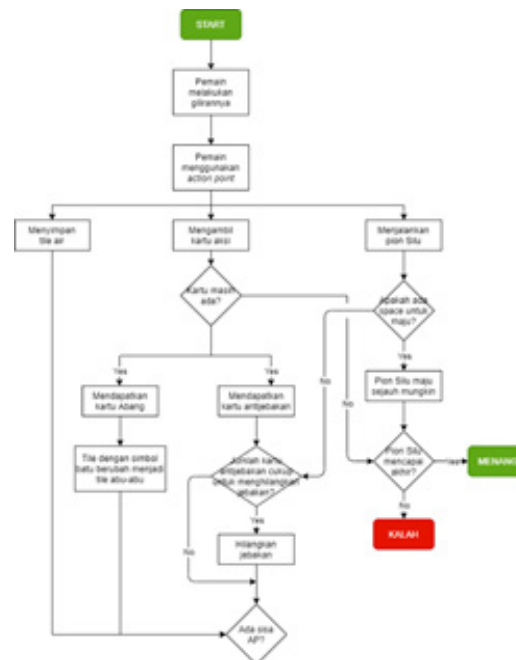 START
Pemain
melakukan
gilirannya
Pemain
menggunakan
action point
Menyimpan
tile air
Mengambil
kartu aksi
Menjalankan
pion Silu
Kartu masih
ada?
Apakah ada
space untuk
maju?
Yes
Yes
Yes
No
No
Mendapatkan
kartu Abang
Mendapatkan
kartu antijebakan
Pion Silu maju
sejauh mungkin
Tile dengan simbol
batu berubah menjadi
tile abu-abu
Jumlah kartu
antijebakan cukup
untuk menghilangkan
jebakan?
Pion Silu
mencapai
akhir?
Yes
MENANG
Yes
No
No
Hilangkan
jebakan
KALAH
Ada sisa
AP?